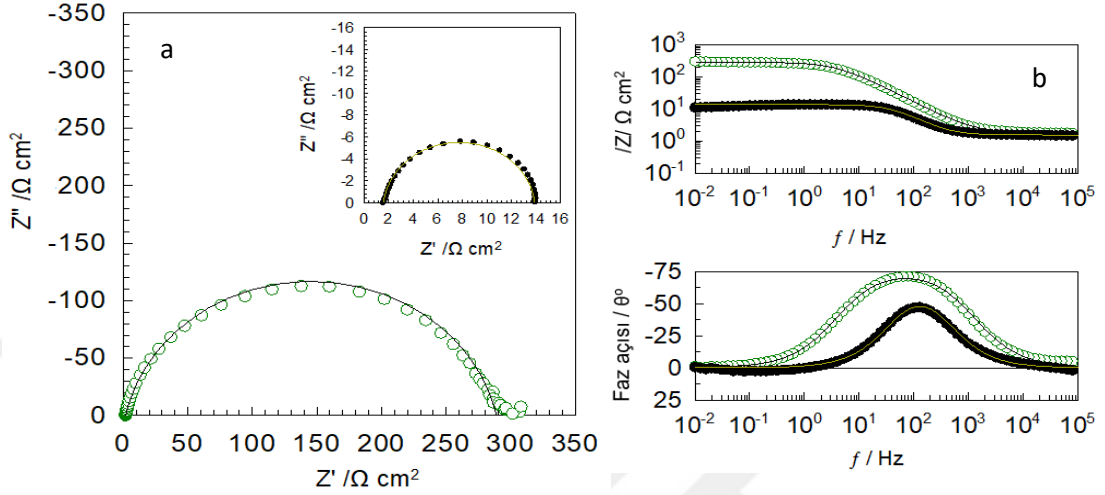 a
Z'' /Ω cm²
-350
-300
-250
-200
-150
-100
-50
0
0 50 100 150 200 250 300 350
Z' /Ω cm²
Z'' /Ω cm²
-16
-14
-12
-10
-8
-6
-4
-2
0
0 2 4 6 8 10 12 14 16
Z' /Ω cm²
b
/Z/ Ω cm²
10³
10²
10¹
10⁰
10⁻¹
10⁻² 10⁻¹ 10⁰ 10¹ 10² 10³ 10⁴ 10⁵
f / Hz
Faz açısı / θº
-75
-50
-25
0
25
10⁻² 10⁻¹ 10⁰ 10¹ 10² 10³ 10⁴ 10⁵
f / Hz